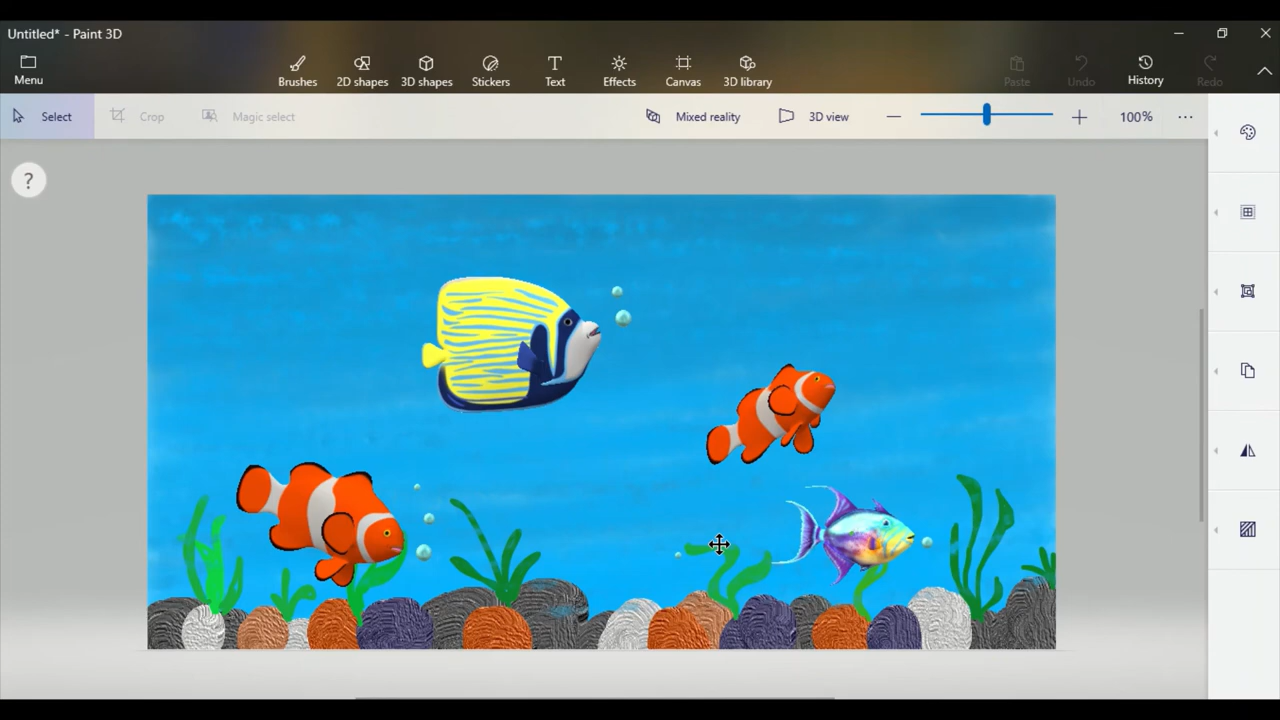 Untitled* - Paint 3D
Menu
Brushes
2D shapes
3D shapes
Stickers
Text
Effects
Canvas
3D library
Paste
Undo
History
Redo
Select
Crop
Magic select
Mixed reality
3D view
100%
?